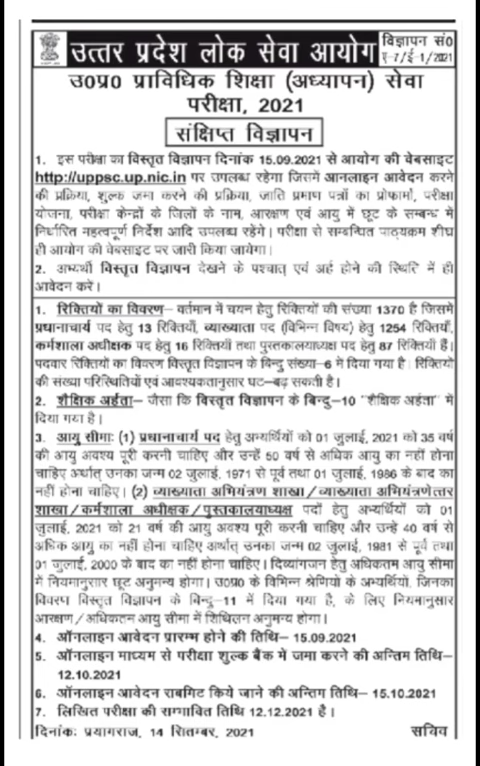 उत्तर प्रदेश लोक सेवा आयोग
विज्ञापन सं०
ए-7/ई-1/2021
उ०प्र० प्राविधिक शिक्षा (अध्यापन) सेवा
परीक्षा, 2021
संक्षिप्त विज्ञापन
1. इस परीक्षा का विस्तृत विज्ञापन दिनांक 15.09.2021 से आयोग की वेबसाइट
http://uppsc.up.nic.in पर उपलब्ध रहेगा जिसमें आनलाइन आवेदन करने
की प्रक्रिया, शुल्क जमा करने की प्रक्रिया, जाति प्रमाण पत्रों का प्रोफार्मा, परीक्षा
योजना, परीक्षा केन्द्रों के जिलों के नाम, आरक्षण एवं आयु में छूट के सम्बन्ध में
निर्धारित महत्वपूर्ण निर्देश आदि उपलब्ध रहेगे। परीक्षा से सम्बन्धित पाठ्यक्रम शीघ्र
ही आयोग की वेबसाइट पर जारी किया जायेगा।
2. अभ्यर्थी विस्तृत विज्ञापन देखने के पश्चात् एवं अर्ह होने की स्थिति में ही
आवेदन करे।
1. रिक्तियों का विवरण– वर्तमान में चयन हेतु रिक्तियों की संख्या 1370 है जिसमें
प्रधानाचार्य पद हेतु 13 रिक्तियाँ, व्याख्याता पद (विभिन्न विषय) हेतु 1254 रिक्तियाँ,
कर्मशाला अधीक्षक पद हेतु 16 रिक्तियाँ तथा पुस्तकालयाध्यक्ष पद हेतु 87 रिक्तियाँ हैं।
पदवार रिक्तियों का विवरण विस्तृत विज्ञापन के बिन्दु संख्या–6 में दिया गया है। रिक्तियों
की संख्या परिस्थितियों एवं आवश्यकतानुसार घट–बढ़ सकती है।
2. शैक्षिक अर्हता– जैसा कि विस्तृत विज्ञापन के बिन्दु–10 "शैक्षिक अर्हता" में
दिया गया है।
3. आयु सीमाः (1) प्रधानाचार्य पद हेतु अभ्यर्थियों को 01 जुलाई, 2021 को 35 वर्ष
की आयु अवश्य पूरी करनी चाहिए और उन्हें 50 वर्ष से अधिक आयु का नहीं होना
चाहिए अर्थात् उनका जन्म 02 जुलाई, 1971 से पूर्व तथा 01 जुलाई, 1986 के बाद का
नहीं होना चाहिए। (2) व्याख्याता अभियंत्रण शाखा/व्याख्याता अभियंत्रणेत्तर
शाखा/कर्मशाला अधीक्षक/पुस्तकालयाध्यक्ष पदों हेतु अभ्यर्थियों को 01
जुलाई, 2021 को 21 वर्ष की आयु अवश्य पूरी करनी चाहिए और उन्हे 40 वर्ष से
अधिक आयु का नहीं होना चाहिए अर्थात् उनका जन्म 02 जुलाई, 1981 से पूर्व तथा
01 जुलाई, 2000 के बाद का नहीं होना चाहिए। दिव्यांगजन हेतु अधिकतम आयु सीमा
में नियमानुसार छूट अनुमन्य होगा। उ०प्र० के विभिन्न श्रेणियों के अभ्यर्थियों, जिनका
विवरण विस्तृत विज्ञापन के बिन्दु–11 में दिया गया है, के लिए नियमानुसार
आरक्षण/अधिकतम आयु सीमा में शिथिलन अनुमन्य होगा।
4. ऑनलाइन आवेदन प्रारम्भ होने की तिथि– 15.09.2021
5. ऑनलाइन माध्यम से परीक्षा शुल्क बैंक में जमा करने की अन्तिम तिथि–
12.10.2021
6. ऑनलाइन आवेदन सबमिट किये जाने की अन्तिम तिथि– 15.10.2021
7. लिखित परीक्षा की सम्भावित तिथि 12.12.2021 है।
दिनांकः प्रयागराज, 14 सितम्बर, 2021
सचिव